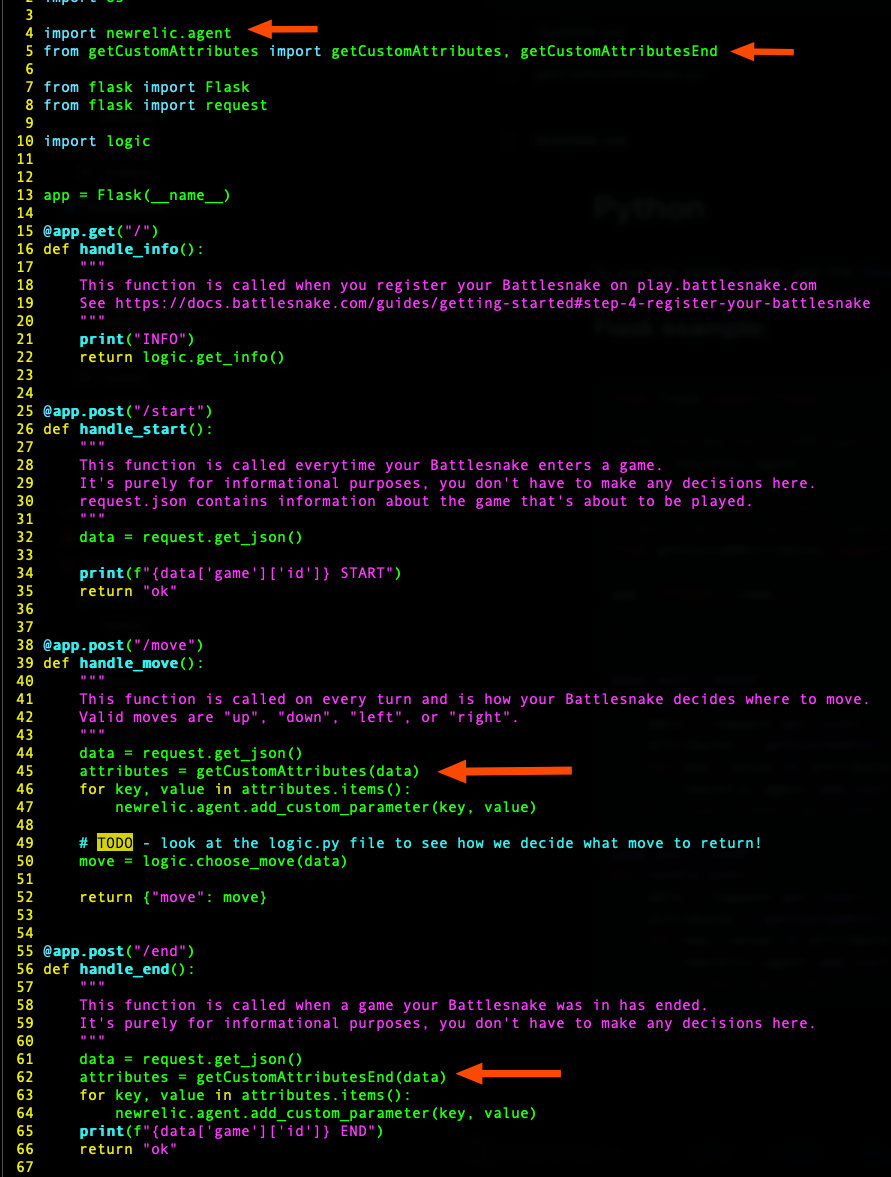 3
4 import newrelic.agent
5 from getCustomAttributes import getCustomAttributes, getCustomAttributesEnd
6
7 from flask import Flask
8 from flask import request
9
10 import logic
11
12
13 app = Flask(__name__)
14
15 @app.get("/")
16 def handle_info():
17     """
18     This function is called when you register your Battlesnake on play.battlesnake.com
19     See https://docs.battlesnake.com/guides/getting-started#step-4-register-your-battlesnake
20     """
21     print("INFO")
22     return logic.get_info()
23
24
25 @app.post("/start")
26 def handle_start():
27     """
28     This function is called everytime your Battlesnake enters a game.
29     It's purely for informational purposes, you don't have to make any decisions here.
30     request.json contains information about the game that's about to be played.
31     """
32     data = request.get_json()
33
34     print(f"{data['game']['id']} START")
35     return "ok"
36
37
38 @app.post("/move")
39 def handle_move():
40     """
41     This function is called on every turn and is how your Battlesnake decides where to move.
42     Valid moves are "up", "down", "left", or "right".
43     """
44     data = request.get_json()
45     attributes = getCustomAttributes(data)
46     for key, value in attributes.items():
47         newrelic.agent.add_custom_parameter(key, value)
48
49     # TODO - look at the logic.py file to see how we decide what move to return!
50     move = logic.choose_move(data)
51
52     return {"move": move}
53
54
55 @app.post("/end")
56 def handle_end():
57     """
58     This function is called when a game your Battlesnake was in has ended.
59     It's purely for informational purposes, you don't have to make any decisions here.
60     """
61     data = request.get_json()
62     attributes = getCustomAttributesEnd(data)
63     for key, value in attributes.items():
64         newrelic.agent.add_custom_parameter(key, value)
65     print(f"{data['game']['id']} END")
66     return "ok"
67
Python